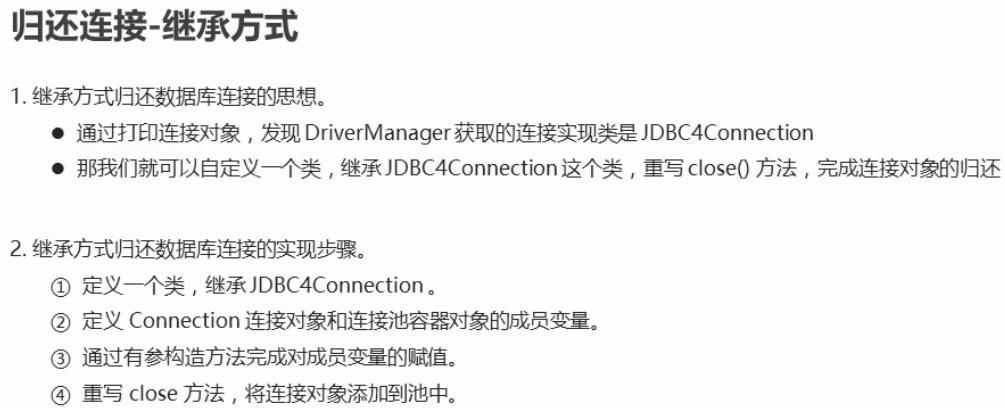 归还连接-继承方式
1. 继承方式归还数据库连接的思想。
● 通过打印连接对象，发现 DriverManager 获取的连接实现类是 JDBC4Connection
● 那我们就可以自定义一个类，继承 JDBC4Connection 这个类，重写 close() 方法，完成连接对象的归还
2. 继承方式归还数据库连接的实现步骤。
① 定义一个类，继承 JDBC4Connection 。
② 定义 Connection 连接对象和连接池容器对象的成员变量。
③ 通过有参构造方法完成对成员变量的赋值。
④ 重写 close 方法，将连接对象添加到池中。